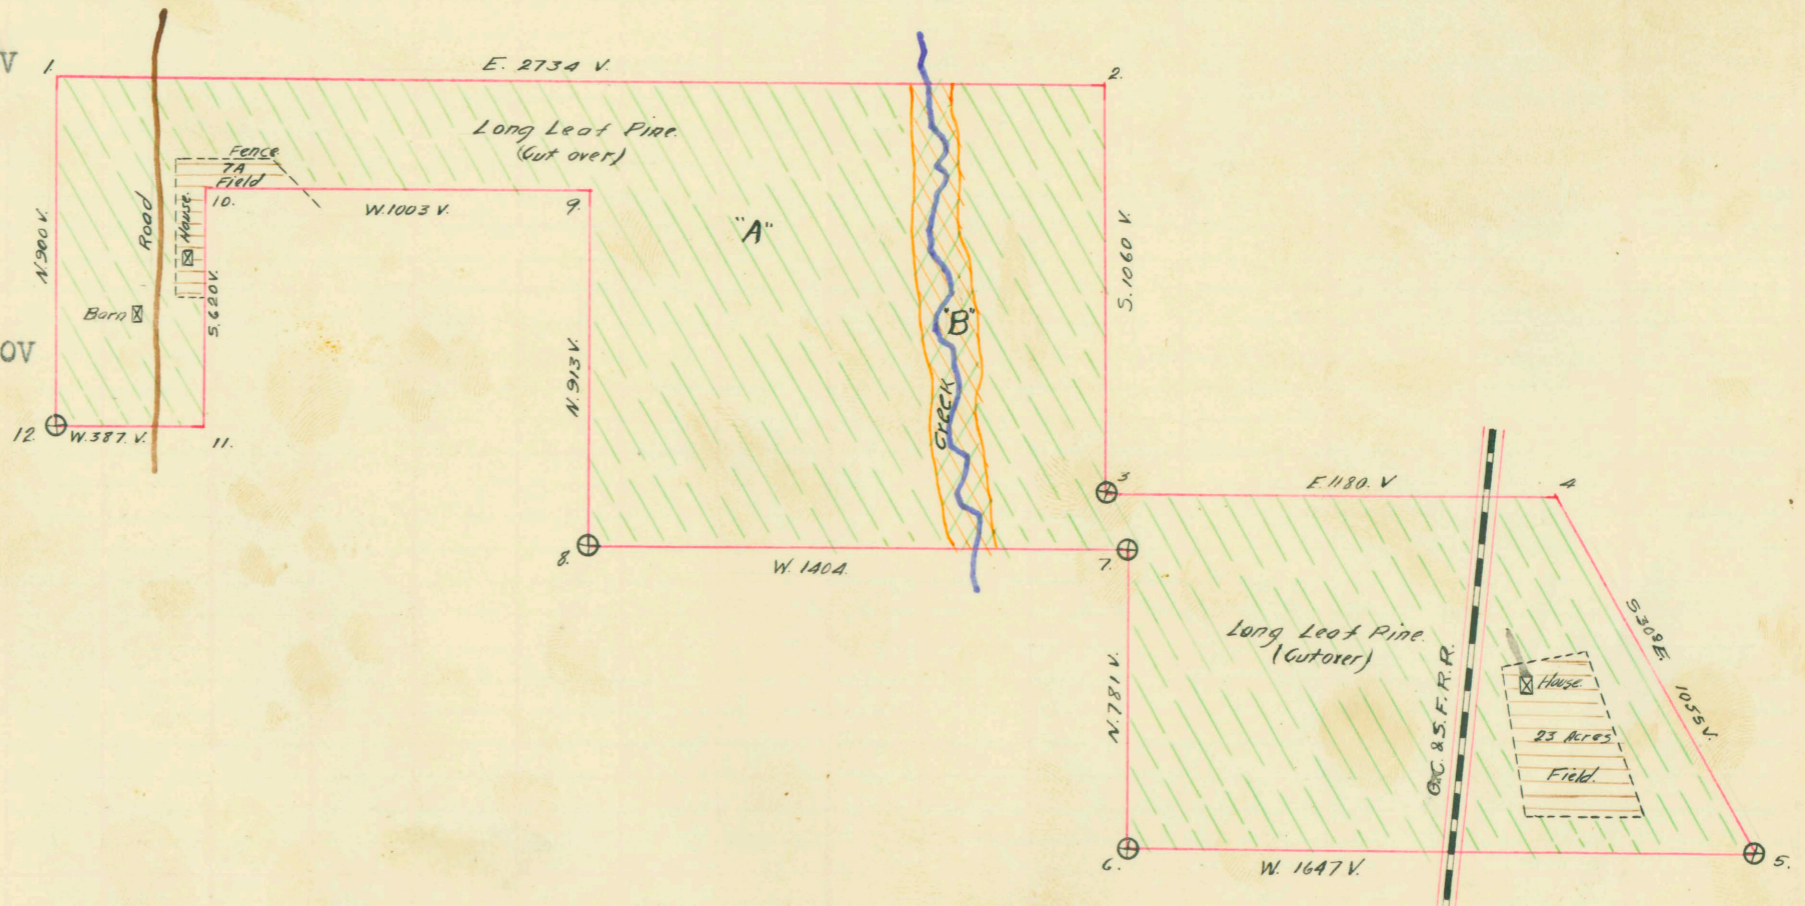 V
1.
E. 2734 V.
2.
Long Leaf Pine.
(Cut over)
Fence
7A
Field
10.
W. 1003 V.
9.
House.
Road
N. 900 V.
"A"
S. 1060 V.
Barn
S. 620 V.
"B"
OV
N. 913 V.
Creek
12.
W. 387. V.
11.
3
E. 1180. V
4
8.
W. 1404.
7.
Long Leaf Pine.
(Cutover)
S 30° E.
1055 V.
N. 781 V.
G.C. & S. F. R. R.
House.
23 Acres
Field.
6.
W. 1647 V.
5.